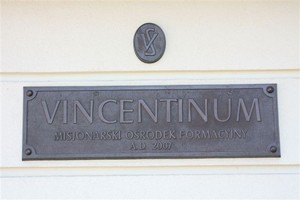 VINCENTINUM
MISJONARSKI OŚRODEK FORMACYJNY
A.D. 2007